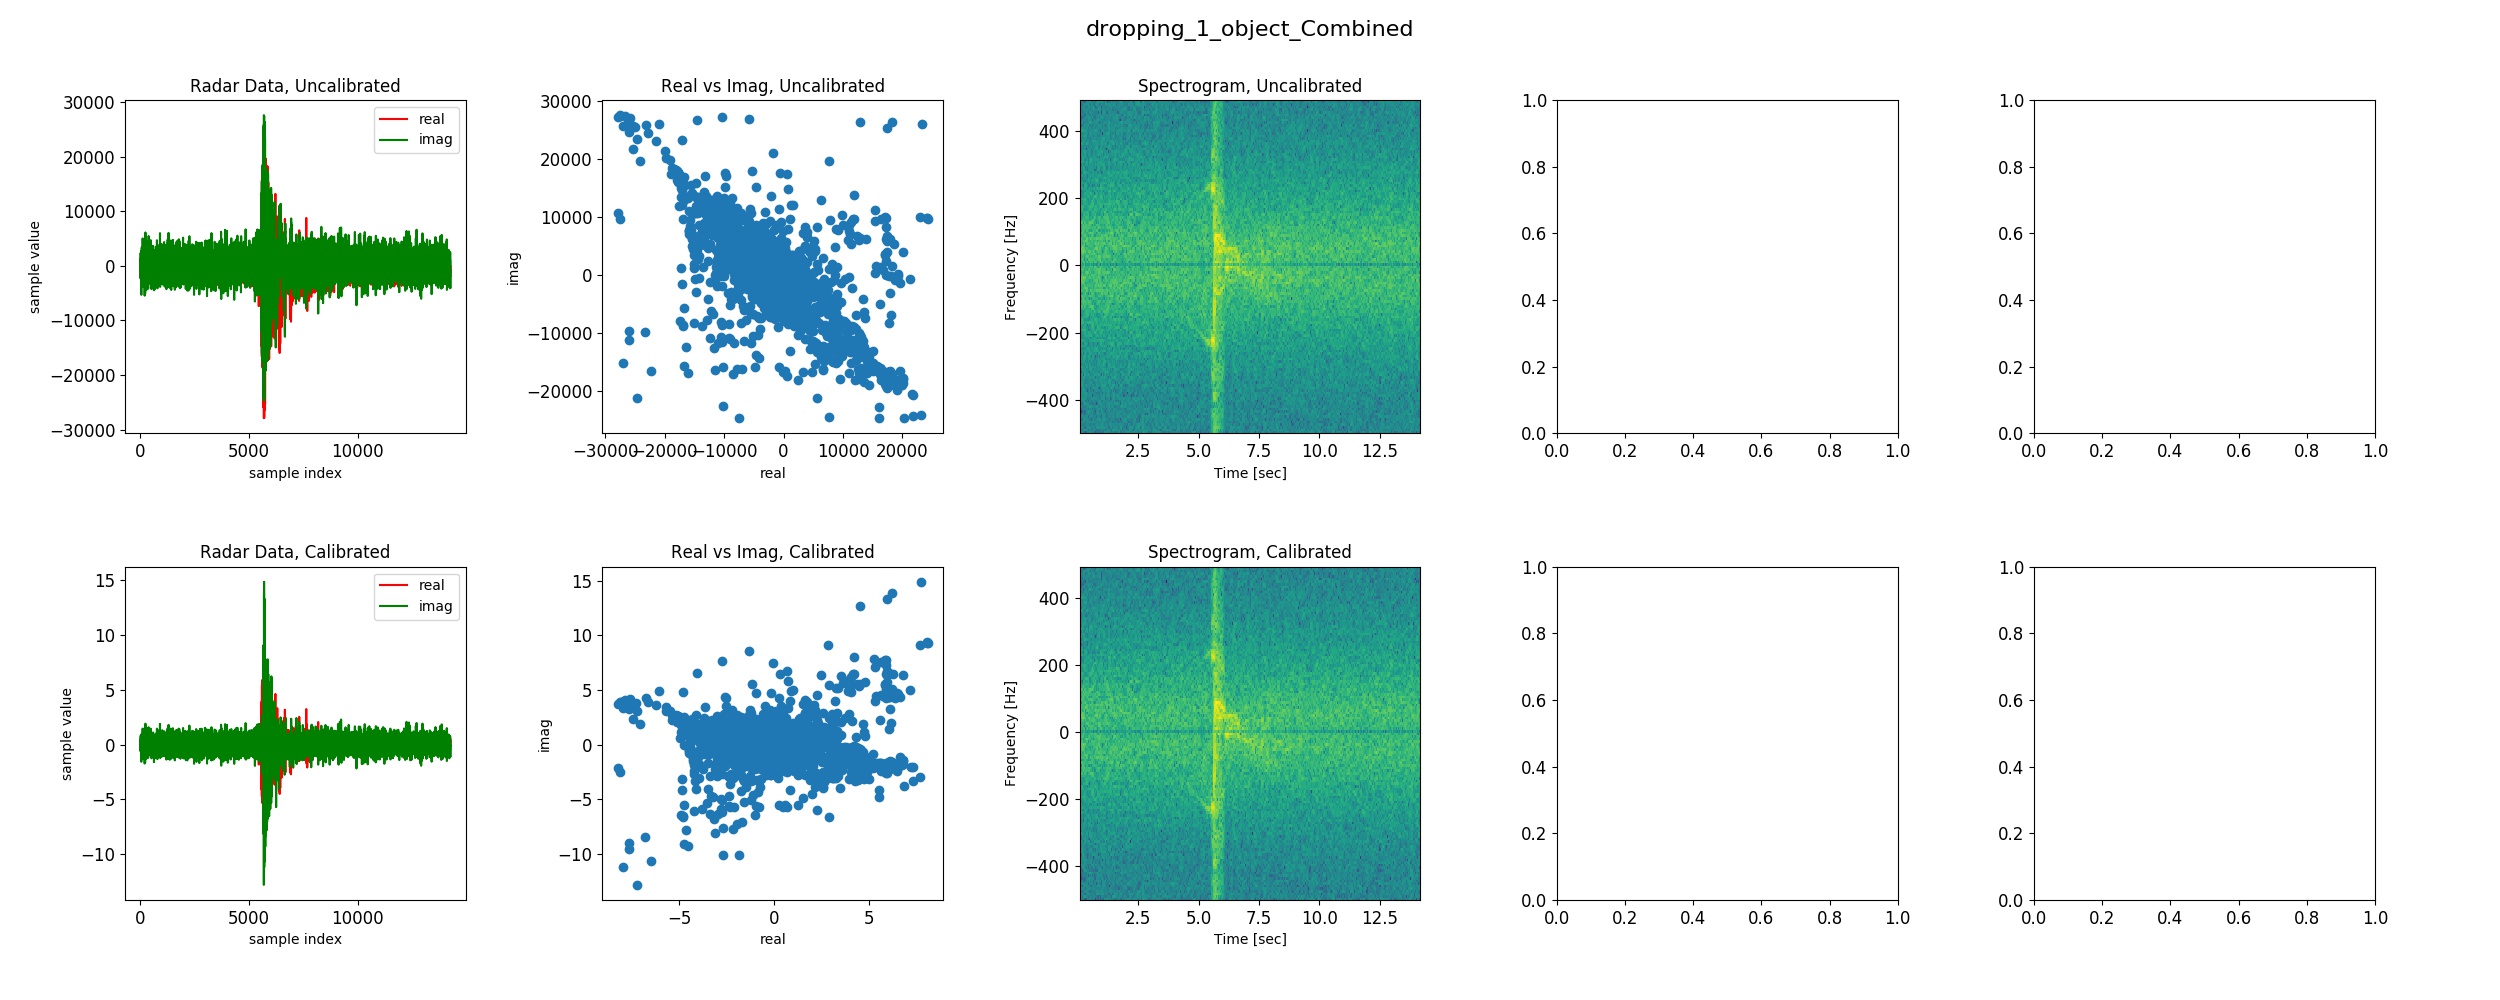 dropping_1_object_Combined
Radar Data, Uncalibrated
30000
20000
10000
0
−10000
−20000
−30000
sample value
real
imag
0 5000 10000
sample index
Real vs Imag, Uncalibrated
30000
20000
10000
0
−10000
−20000
imag
−30000 −20000 −10000 0 10000 20000
real
Spectrogram, Uncalibrated
400
200
0
−200
−400
Frequency [Hz]
2.5 5.0 7.5 10.0 12.5
Time [sec]
1.0
0.8
0.6
0.4
0.2
0.0
0.0 0.2 0.4 0.6 0.8 1.0
1.0
0.8
0.6
0.4
0.2
0.0
0.0 0.2 0.4 0.6 0.8 1.0
Radar Data, Calibrated
15
10
5
0
−5
−10
sample value
real
imag
0 5000 10000
sample index
Real vs Imag, Calibrated
15
10
5
0
−5
−10
imag
−5 0 5
real
Spectrogram, Calibrated
400
200
0
−200
−400
Frequency [Hz]
2.5 5.0 7.5 10.0 12.5
Time [sec]
1.0
0.8
0.6
0.4
0.2
0.0
0.0 0.2 0.4 0.6 0.8 1.0
1.0
0.8
0.6
0.4
0.2
0.0
0.0 0.2 0.4 0.6 0.8 1.0